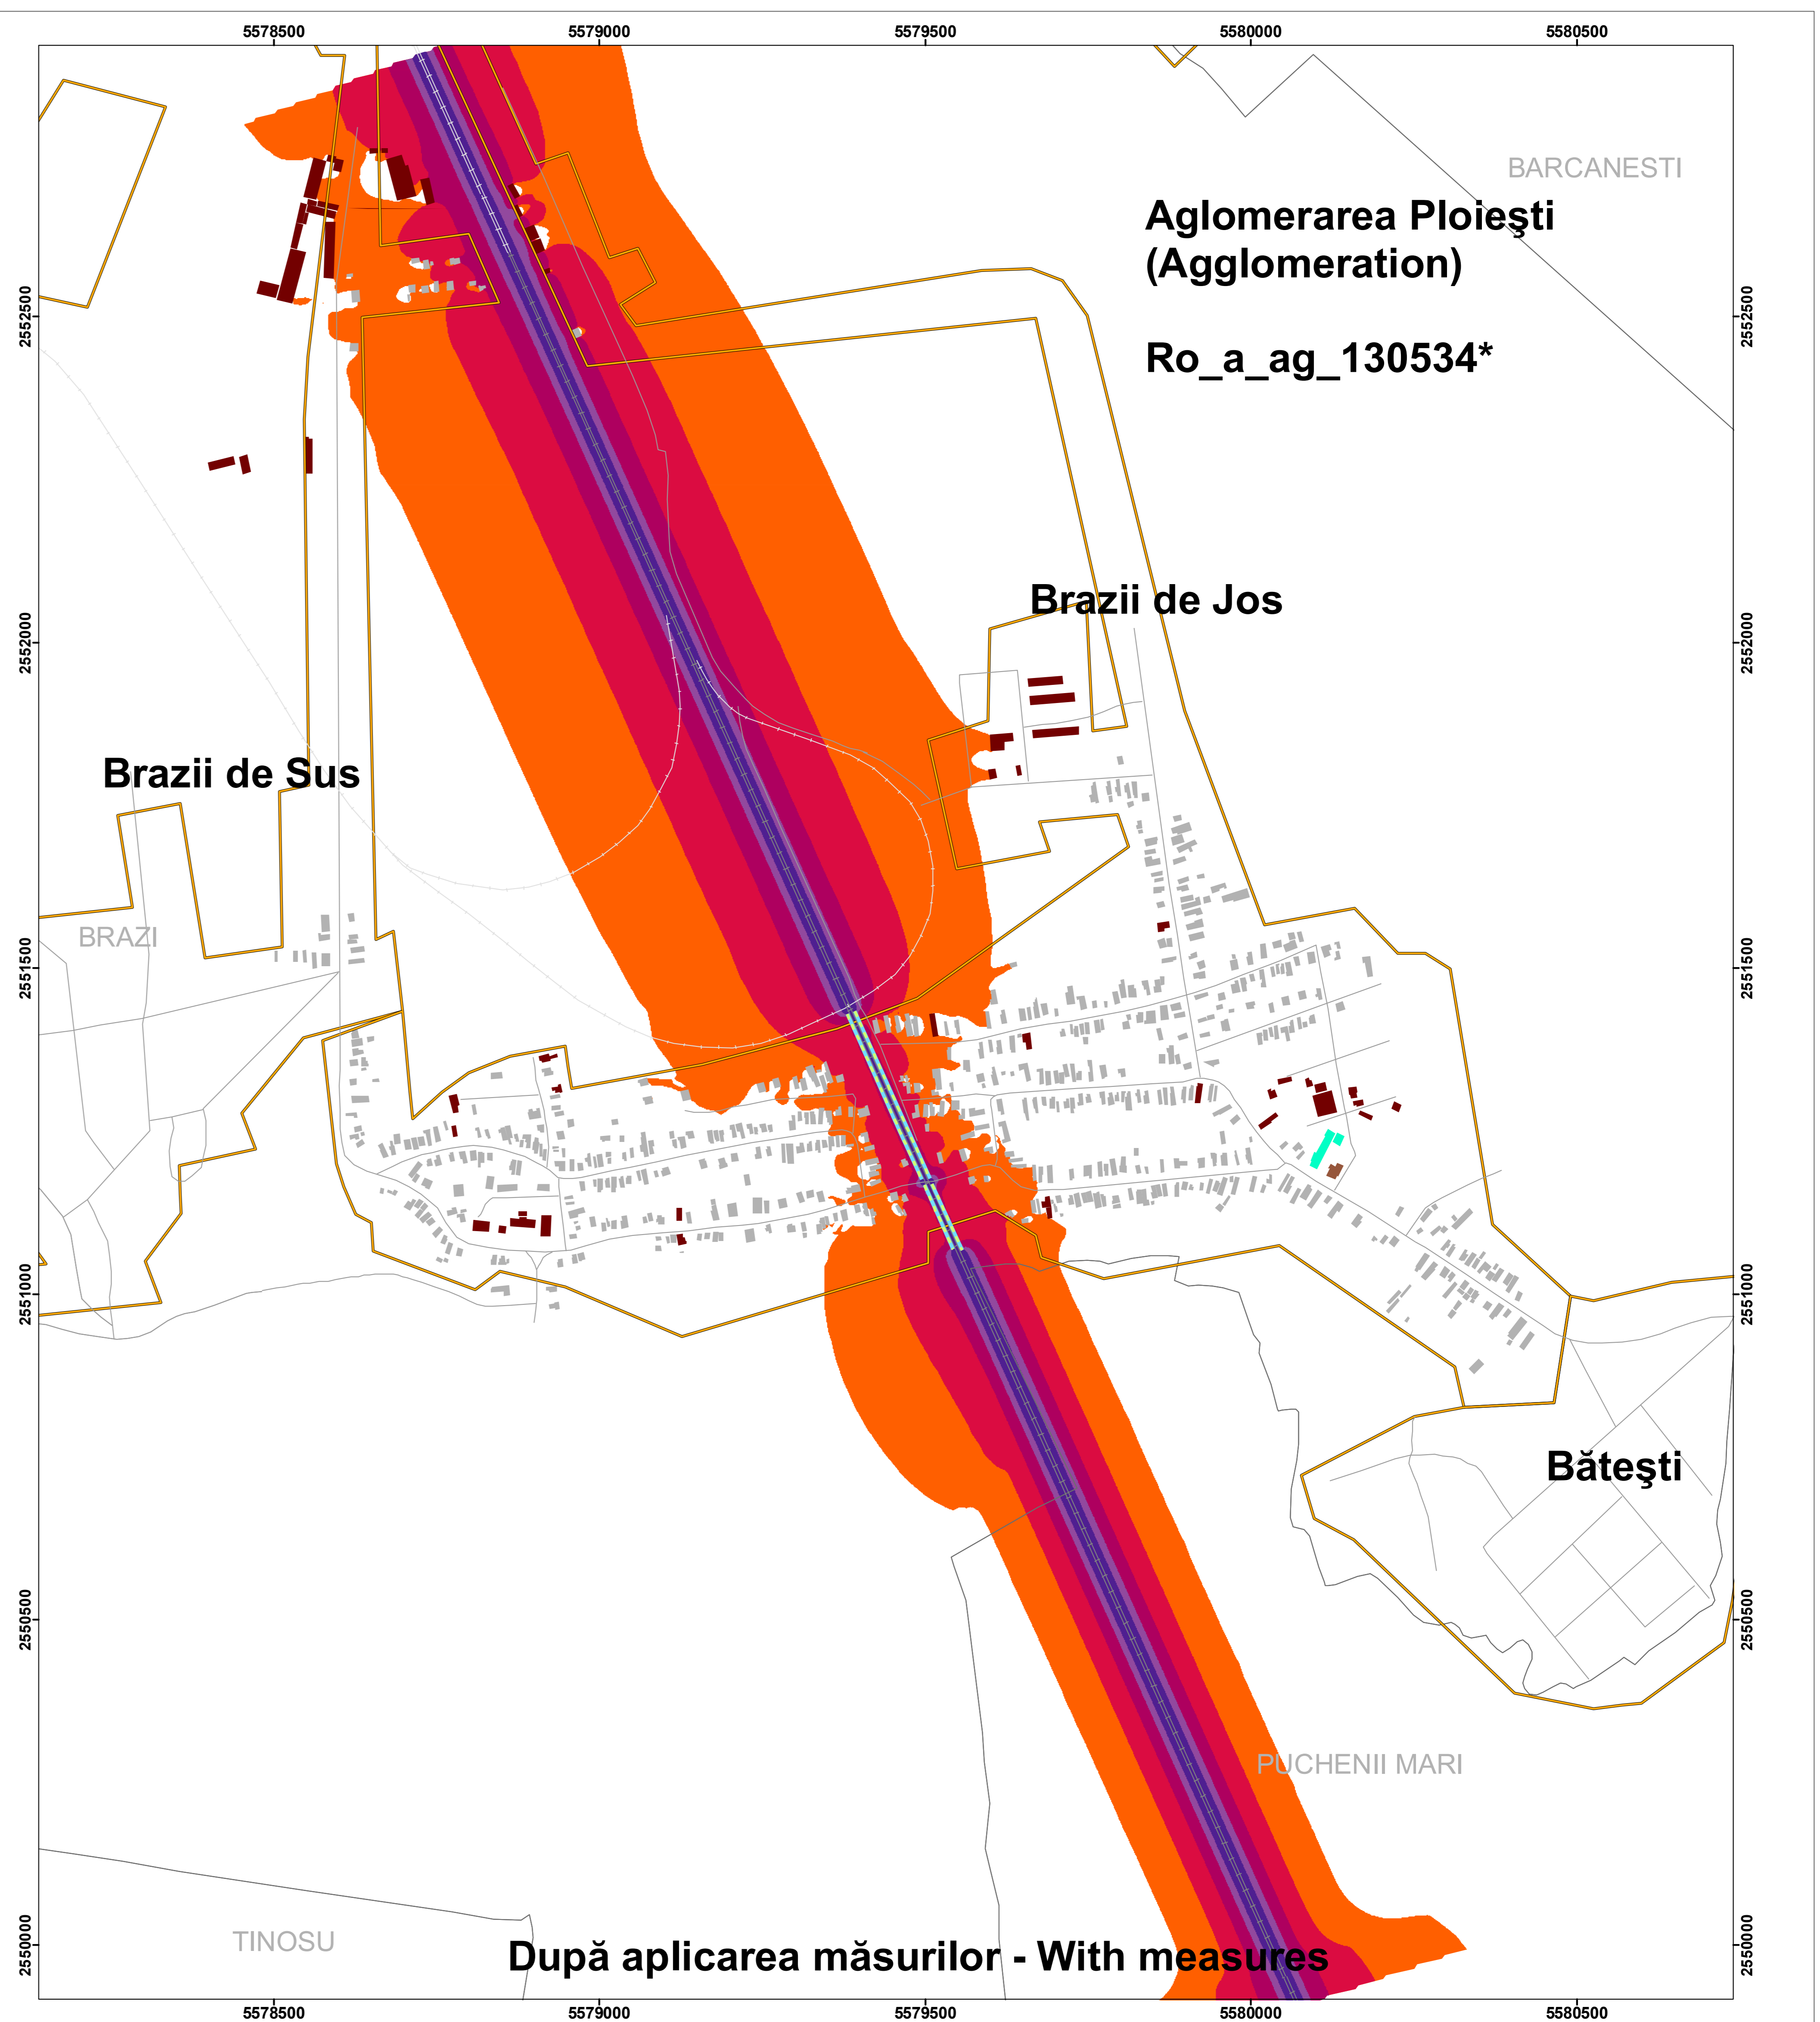 5578500 5579000 5579500 5580000 5580500
BARCANESTI
Aglomerarea Ploieşti
(Agglomeration)
2552500 2552500
Ro_a_ag_130534*
Brazii de Jos
2552000 2552000
Brazii de Sus
BRAZI
2551500 2551500
2551000 2551000
Băteşti
2550500 2550500
PUCHENII MARI
TINOSU
2550000 2550000
După aplicarea măsurilor - With measures
5578500 5579000 5579500 5580000 5580500